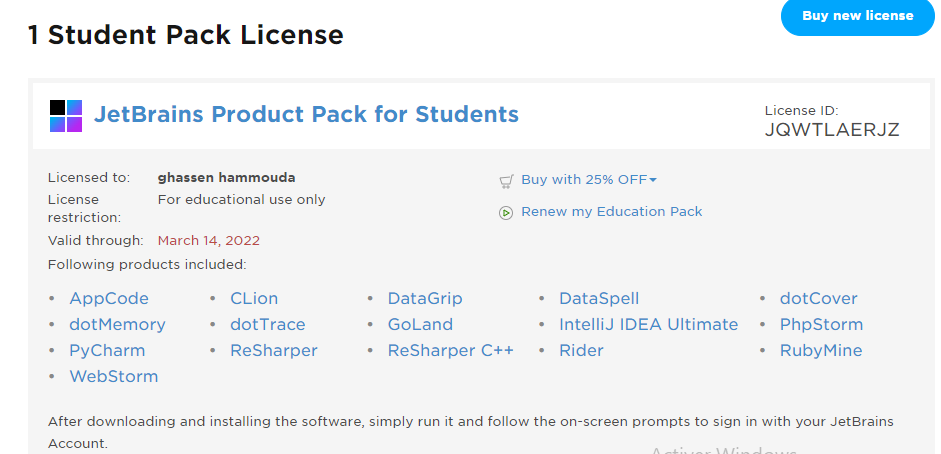 1 Student Pack License
Buy new license
JetBrains Product Pack for Students
License ID:
JQWTLAERJZ
Licensed to: ghassen hammouda
License restriction: For educational use only
Valid through: March 14, 2022
Following products included:
Buy with 25% OFF
Renew my Education Pack
• AppCode • CLion • DataGrip • DataSpell • dotCover
• dotMemory • dotTrace • GoLand • IntelliJ IDEA Ultimate • PhpStorm
• PyCharm • ReSharper • ReSharper C++ • Rider • RubyMine
• WebStorm
After downloading and installing the software, simply run it and follow the on-screen prompts to sign in with your JetBrains
Account.
Activer Windows